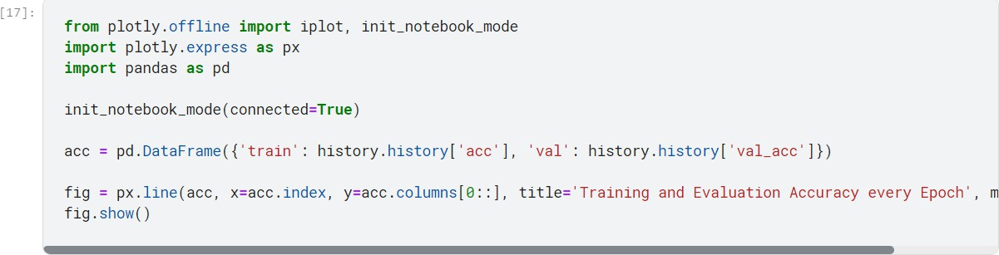 [17]:
from plotly.offline import iplot, init_notebook_mode
import plotly.express as px
import pandas as pd
init_notebook_mode(connected=True)
acc = pd.DataFrame({'train': history.history['acc'], 'val': history.history['val_acc']})
fig = px.line(acc, x=acc.index, y=acc.columns[0::], title='Training and Evaluation Accuracy every Epoch', m
fig.show()